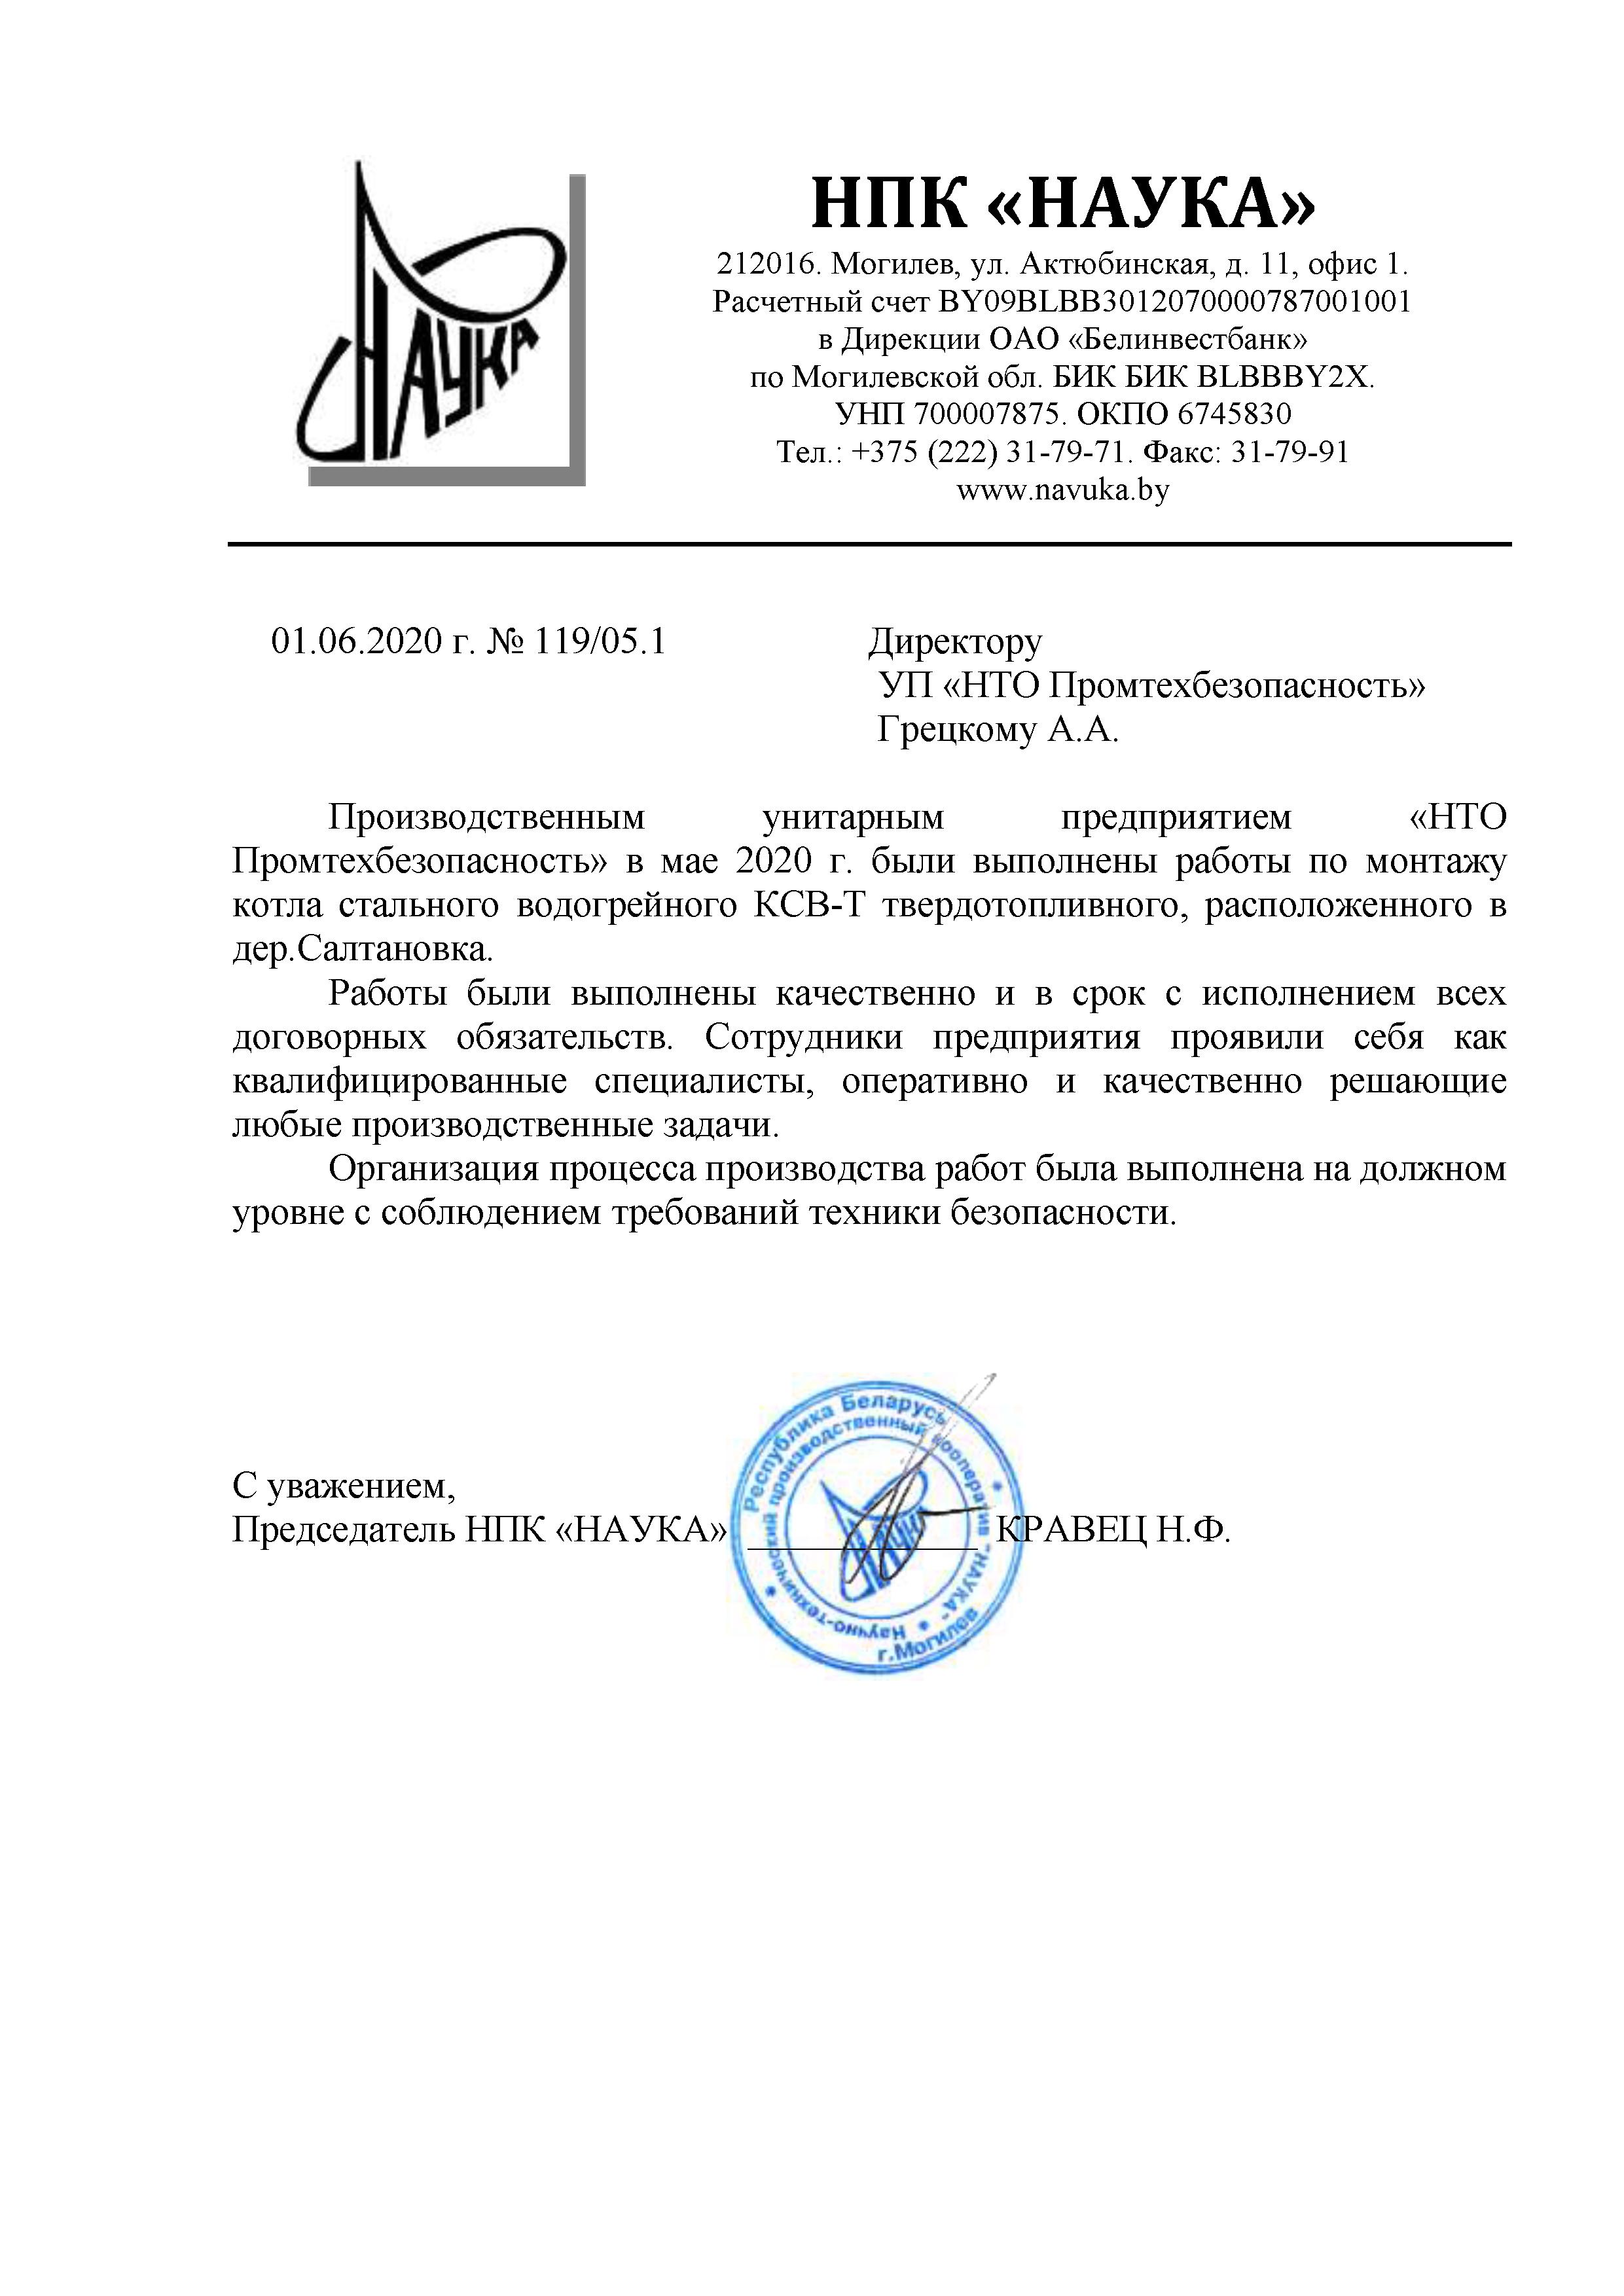 НАУКА
НПК «НАУКА»
212016. Могилев, ул. Актюбинская, д. 11, офис 1.
Расчетный счет BY09BLBB3012070000787001001
в Дирекции ОАО «Белинвестбанк»
по Могилевской обл. БИК БИК BLBBBY2X.
УНП 700007875. ОКПО 6745830
Тел.: +375 (222) 31-79-71. Факс: 31-79-91
www.navuka.by
01.06.2020 г. № 119/05.1
Директору
УП «НТО Промтехбезопасность»
Грецкому А.А.
Производственным унитарным предприятием «НТО
Промтехбезопасность» в мае 2020 г. были выполнены работы по монтажу
котла стального водогрейного КСВ-Т твердотопливного, расположенного в
дер.Салтановка.
Работы были выполнены качественно и в срок с исполнением всех
договорных обязательств. Сотрудники предприятия проявили себя как
квалифицированные специалисты, оперативно и качественно решающие
любые производственные задачи.
Организация процесса производства работ была выполнена на должном
уровне с соблюдением требований техники безопасности.
С уважением,
Председатель НПК «НАУКА» ____________ КРАВЕЦ Н.Ф.
Республика Беларусь
г.Могилев
Научно-технический производственный кооператив "НАУКА"